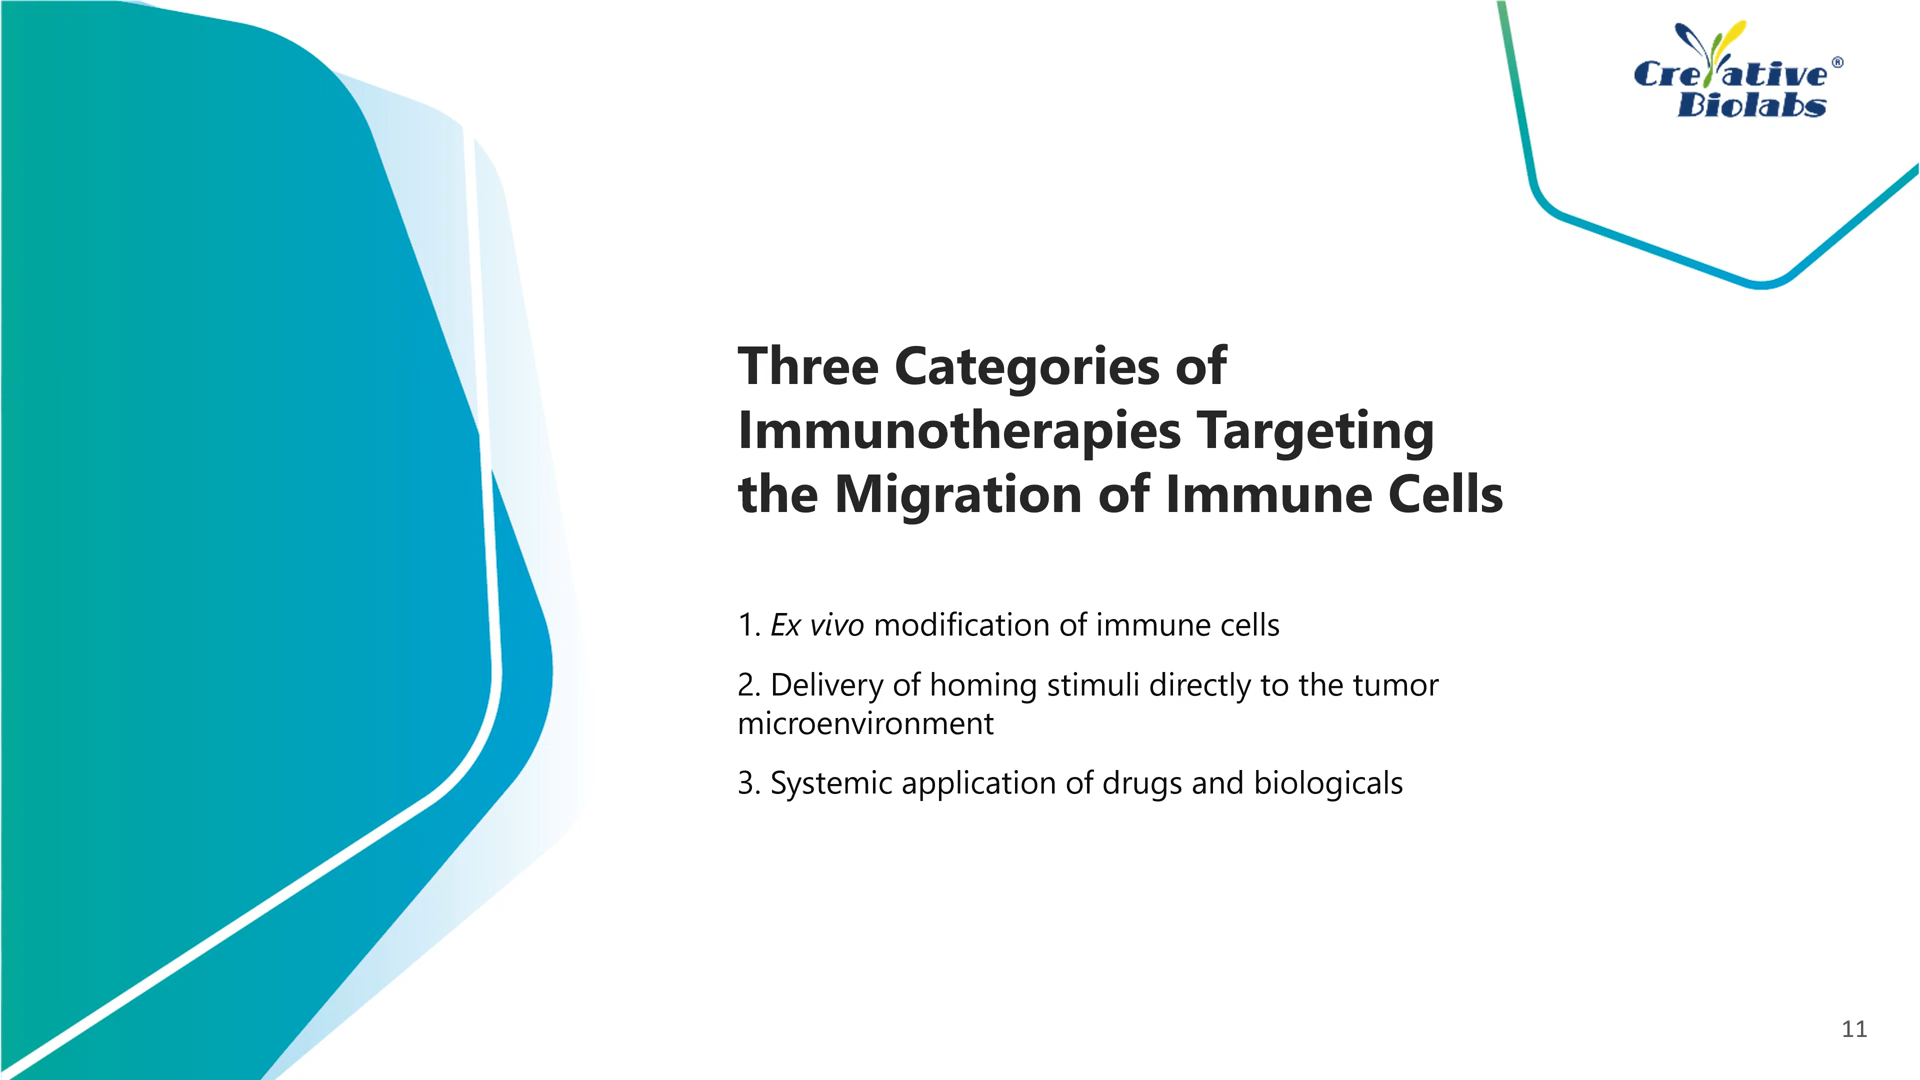 Creative®
Biolabs
Three Categories of
Immunotherapies Targeting
the Migration of Immune Cells
1. Ex vivo modification of immune cells
2. Delivery of homing stimuli directly to the tumor
microenvironment
3. Systemic application of drugs and biologicals
11